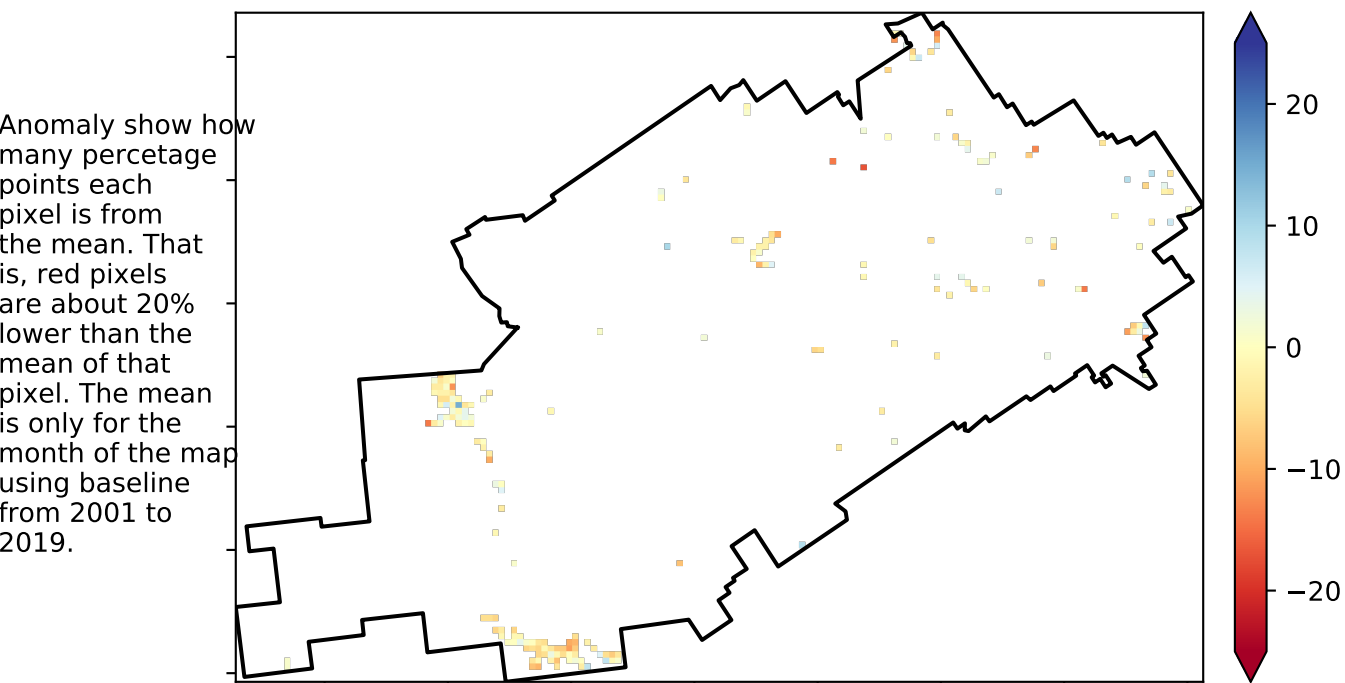 Anomaly show how
many percetage
points each
pixel is from
the mean. That
is, red pixels
are about 20%
lower than the
mean of that
pixel. The mean
is only for the
month of the map
using baseline
from 2001 to
2019.
20
10
0
−10
−20